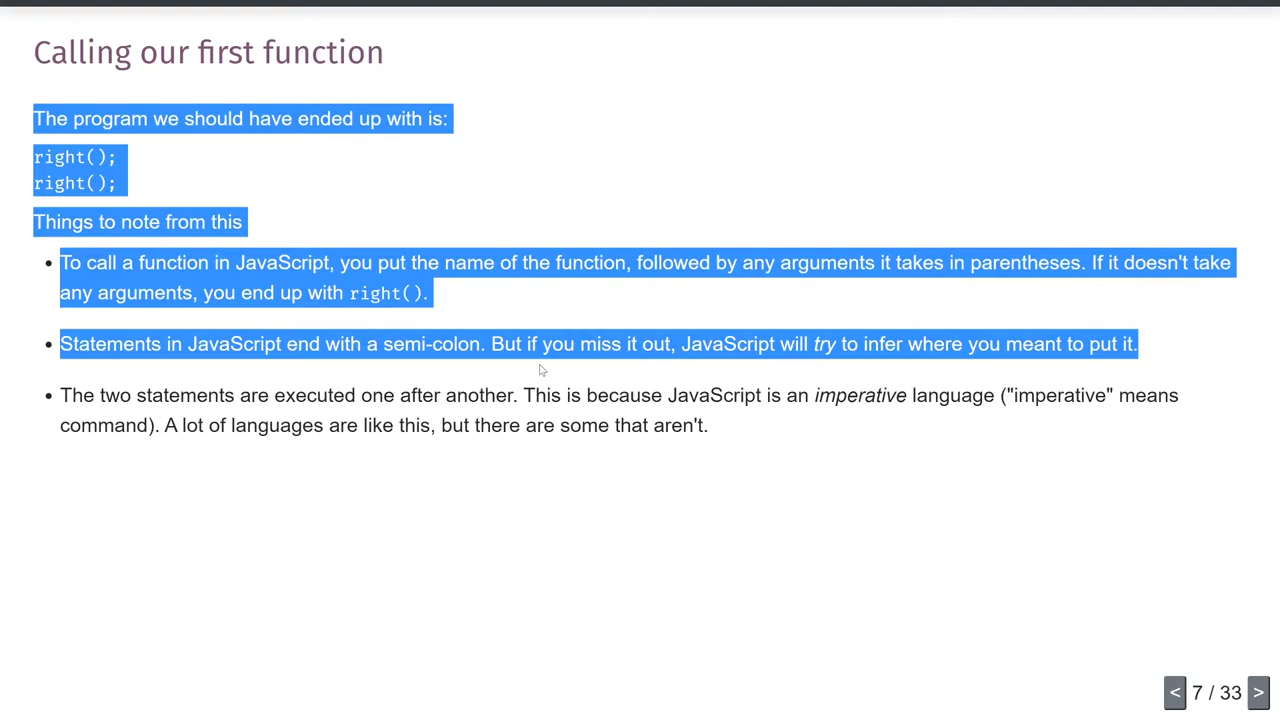 Calling our first function
The program we should have ended up with is:
right();
right();
Things to note from this
• To call a function in JavaScript, you put the name of the function, followed by any arguments it takes in parentheses. If it doesn't take
any arguments, you end up with right().
• Statements in JavaScript end with a semi-colon. But if you miss it out, JavaScript will try to infer where you meant to put it.
• The two statements are executed one after another. This is because JavaScript is an imperative language ("imperative" means
command). A lot of languages are like this, but there are some that aren't.
< 7 / 33 >